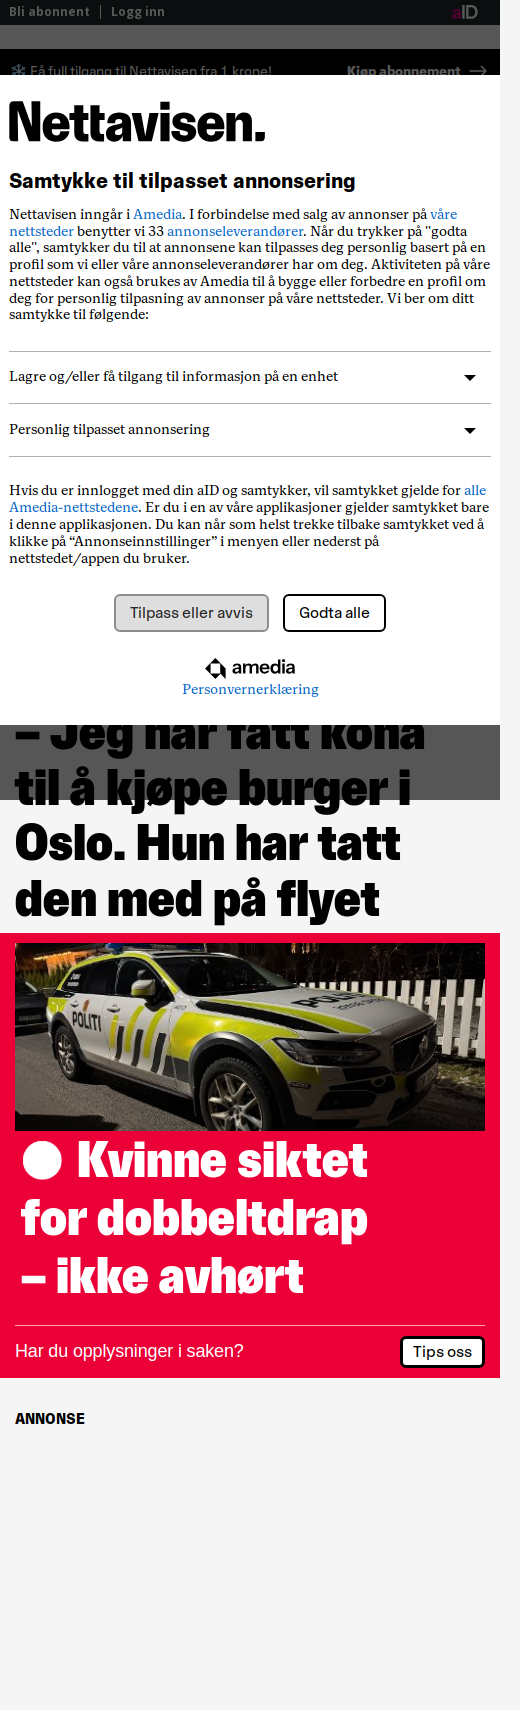 Bli abonnent | Logg inn
aID
Få full tilgang til Nettavisen fra 1 krone!
Kjøp abonnement
Nettavisen.
Samtykke til tilpasset annonsering
Nettavisen inngår i Amedia. I forbindelse med salg av annonser på våre
nettsteder benytter vi 33 annonseleverandører. Når du trykker på "godta
alle", samtykker du til at annonsene kan tilpasses deg personlig basert på en
profil som vi eller våre annonseleverandører har om deg. Aktiviteten på våre
nettsteder kan også brukes av Amedia til å bygge eller forbedre en profil om
deg for personlig tilpasning av annonser på våre nettsteder. Vi ber om ditt
samtykke til følgende:
Lagre og/eller få tilgang til informasjon på en enhet
Personlig tilpasset annonsering
Hvis du er innlogget med din aID og samtykker, vil samtykket gjelde for alle
Amedia-nettstedene. Er du i en av våre applikasjoner gjelder samtykket bare
i denne applikasjonen. Du kan når som helst trekke tilbake samtykket ved å
klikke på “Annonseinnstillinger” i menyen eller nederst på
nettstedet/appen du bruker.
Tilpass eller avvis
Godta alle
amedia
Personvernerklæring
– Jeg har fått kona
til å kjøpe burger i
Oslo. Hun har tatt
den med på flyet
POLITI
POLITI
Kvinne siktet
for dobbeltdrap
– ikke avhørt
Har du opplysninger i saken?
Tips oss
ANNONSE